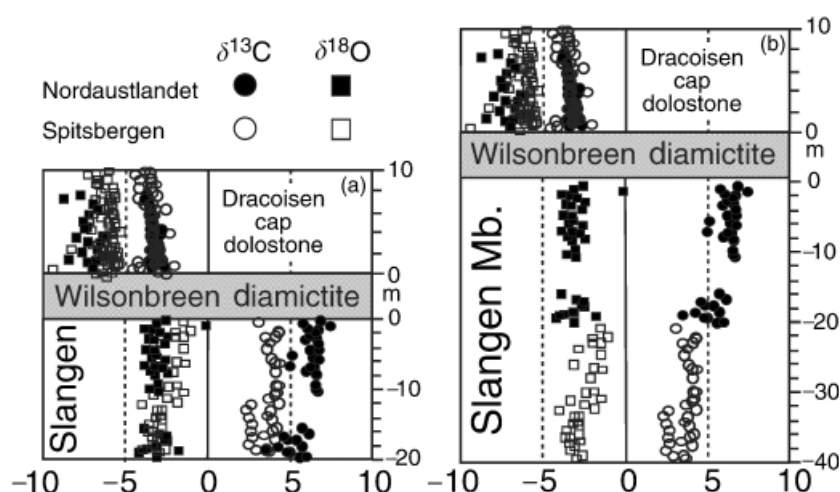 δ13C δ18O
Nordaustlandet
Spitsbergen
(a)
10
Dracoisen
cap
dolostone
0
Wilsonbreen diamictite m
0
Slangen
−10
−20
−10 −5 0 5 10
(b)
10
Dracoisen
cap
dolostone
0
Wilsonbreen diamictite m
0
Slangen Mb.
−10
−20
−30
−40
−10 −5 0 5 10